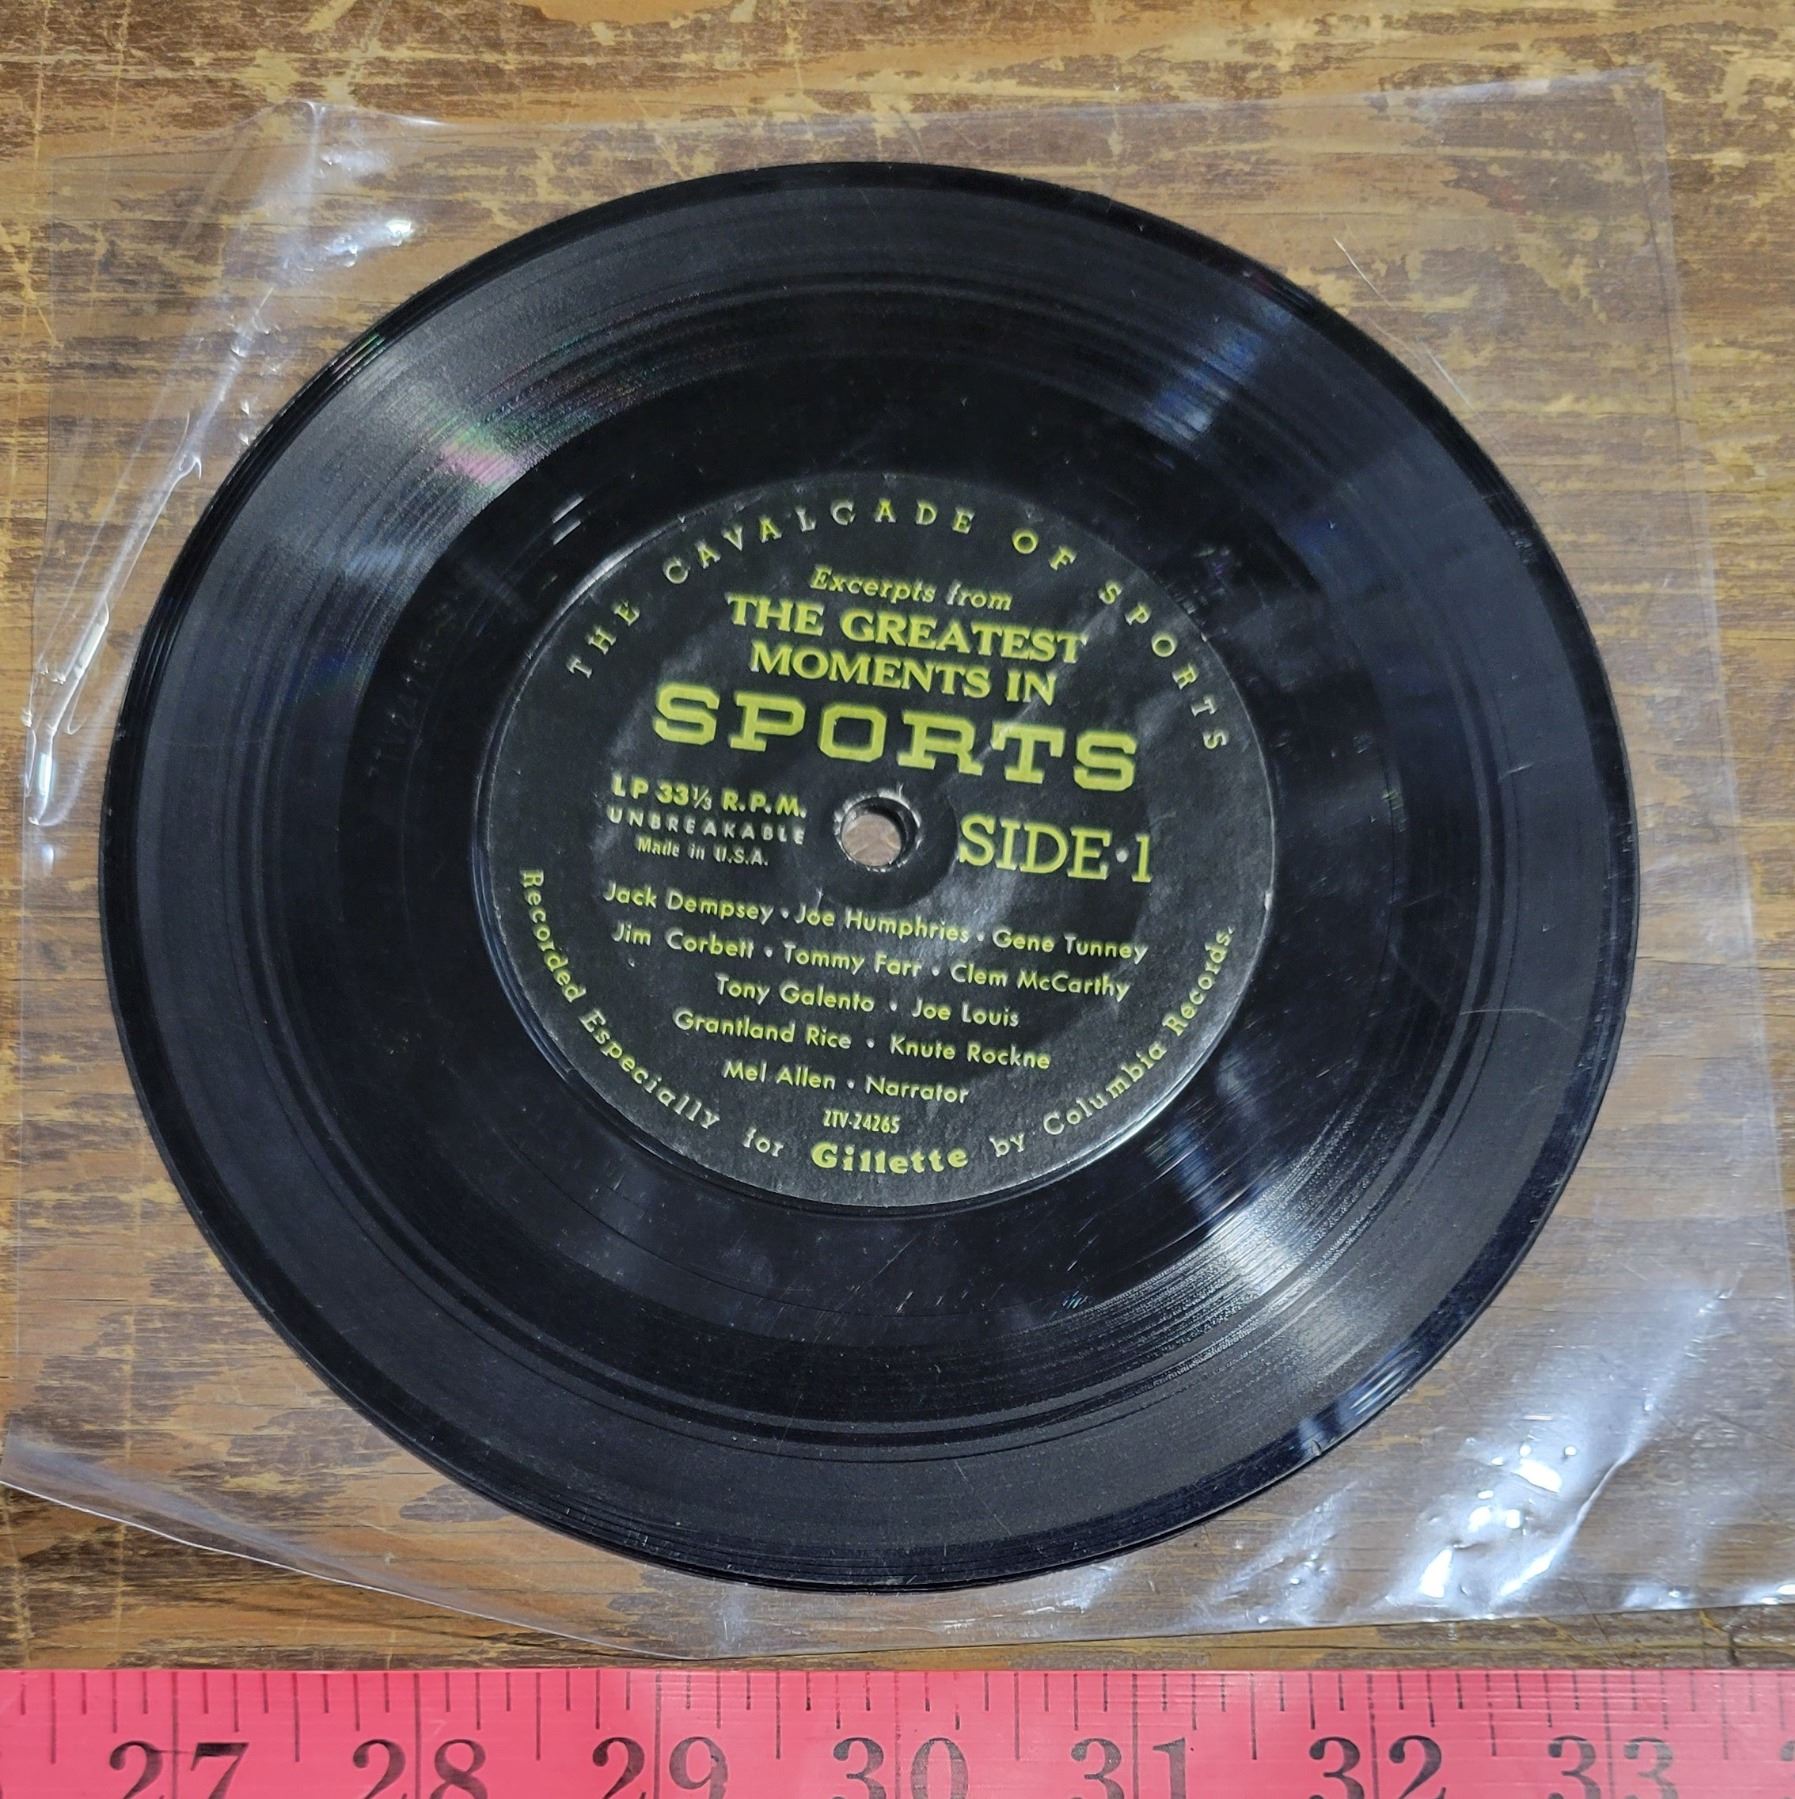 THE CAVALCADE OF SPORTS
Excerpts from
THE GREATEST
MOMENTS IN
SPORTS
LP 33⅓ R.P.M.
UNBREAKABLE
Made in U.S.A.
SIDE·1
Jack Dempsey • Joe Humphries • Gene Tunney
Jim Corbett • Tommy Farr • Clem McCarthy
Tony Galento • Joe Louis
Grantland Rice • Knute Rockne
Mel Allen • Narrator
ZTV-24265
Recorded Especially for Gillette by Columbia Records.
27 28 29 30 31 32 33